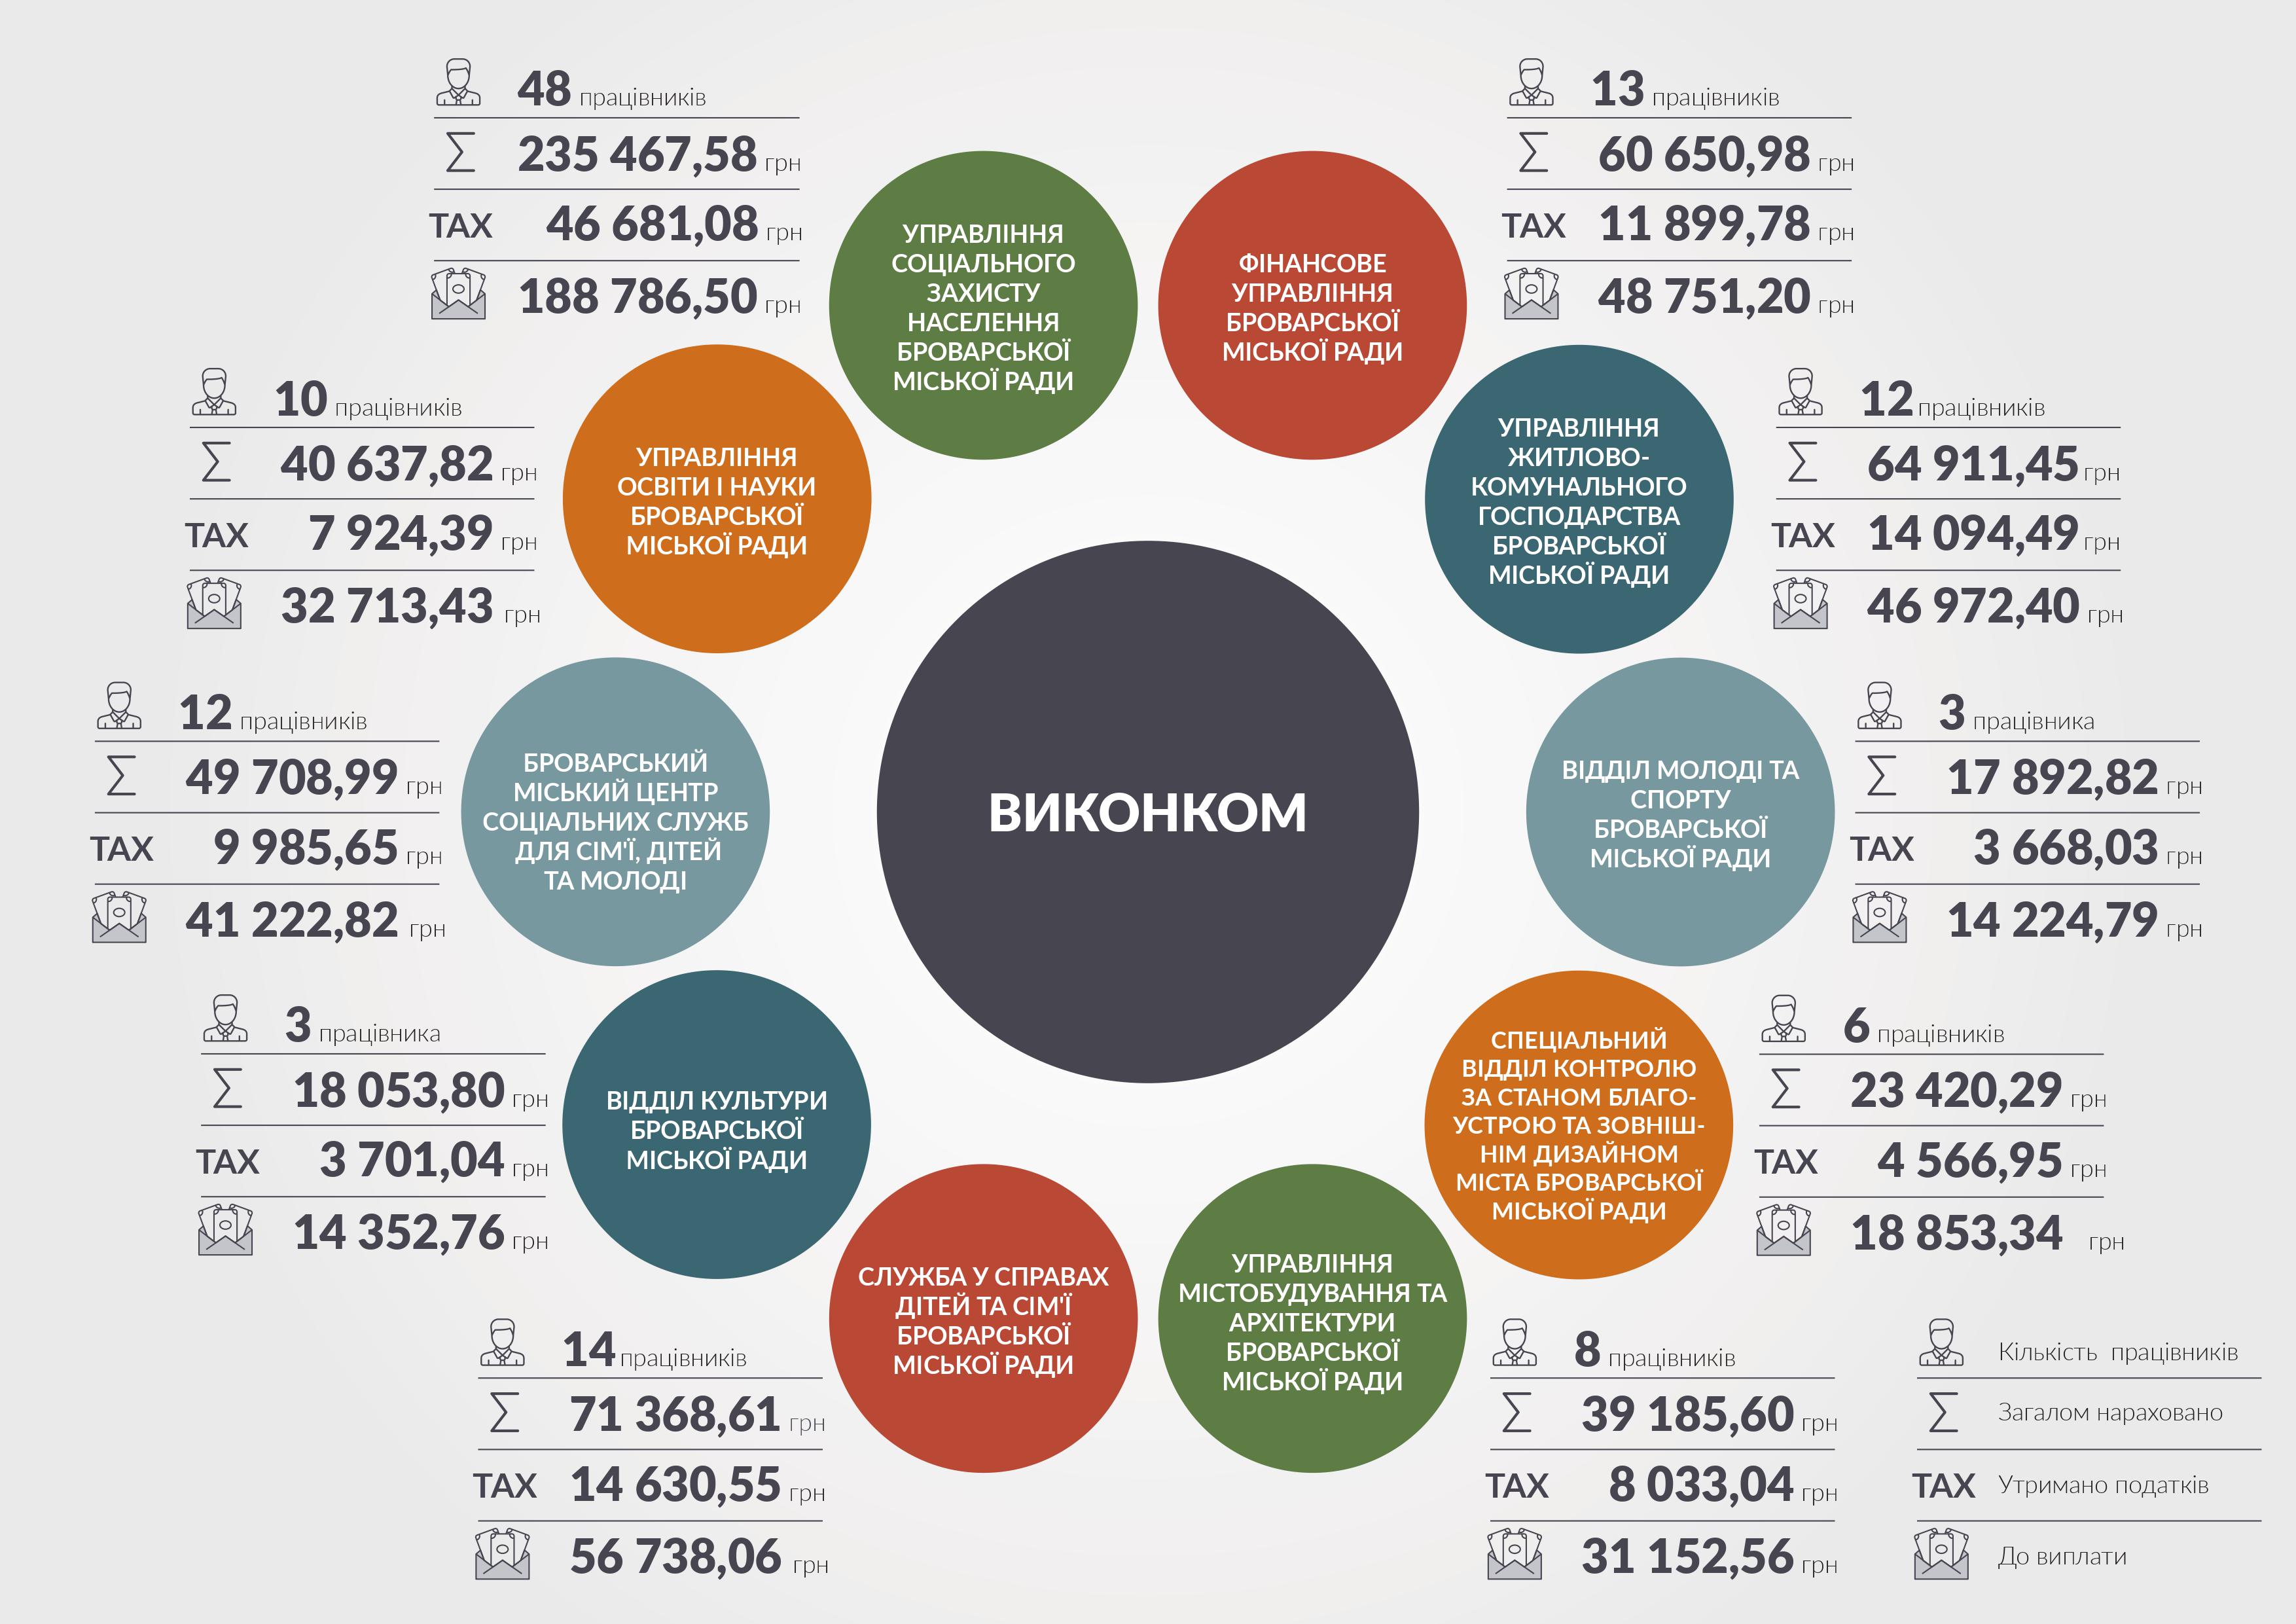 48 працівників
Σ 235 467,58 грн
TAX 46 681,08 грн
188 786,50 грн
УПРАВЛІННЯ
СОЦІАЛЬНОГО
ЗАХИСТУ
НАСЕЛЕННЯ
БРОВАРСЬКОЇ
МІСЬКОЇ РАДИ
ФІНАНСОВЕ
УПРАВЛІННЯ
БРОВАРСЬКОЇ
МІСЬКОЇ РАДИ
13 працівників
Σ 60 650,98 грн
TAX 11 899,78 грн
48 751,20 грн
10 працівників
Σ 40 637,82 грн
TAX 7 924,39 грн
32 713,43 грн
УПРАВЛІННЯ
ОСВІТИ І НАУКИ
БРОВАРСЬКОЇ
МІСЬКОЇ РАДИ
УПРАВЛІННЯ
ЖИТЛОВО-
КОМУНАЛЬНОГО
ГОСПОДАРСТВА
БРОВАРСЬКОЇ
МІСЬКОЇ РАДИ
12 працівників
Σ 64 911,45 грн
TAX 14 094,49 грн
46 972,40 грн
12 працівників
Σ 49 708,99 грн
TAX 9 985,65 грн
41 222,82 грн
БРОВАРСЬКИЙ
МІСЬКИЙ ЦЕНТР
СОЦІАЛЬНИХ СЛУЖБ
ДЛЯ СІМ'Ї, ДІТЕЙ
ТА МОЛОДІ
ВИКОНКОМ
ВІДДІЛ МОЛОДІ ТА
СПОРТУ
БРОВАРСЬКОЇ
МІСЬКОЇ РАДИ
3 працівника
Σ 17 892,82 грн
TAX 3 668,03 грн
14 224,79 грн
3 працівника
Σ 18 053,80 грн
TAX 3 701,04 грн
14 352,76 грн
ВІДДІЛ КУЛЬТУРИ
БРОВАРСЬКОЇ
МІСЬКОЇ РАДИ
СПЕЦІАЛЬНИЙ
ВІДДІЛ КОНТРОЛЮ
ЗА СТАНОМ БЛАГО-
УСТРОЮ ТА ЗОВНІШ-
НІМ ДИЗАЙНОМ
МІСТА БРОВАРСЬКОЇ
МІСЬКОЇ РАДИ
6 працівників
Σ 23 420,29 грн
TAX 4 566,95 грн
18 853,34 грн
14 працівників
Σ 71 368,61 грн
TAX 14 630,55 грн
56 738,06 грн
СЛУЖБА У СПРАВАХ
ДІТЕЙ ТА СІМ'Ї
БРОВАРСЬКОЇ
МІСЬКОЇ РАДИ
УПРАВЛІННЯ
МІСТОБУДУВАННЯ ТА
АРХІТЕКТУРИ
БРОВАРСЬКОЇ
МІСЬКОЇ РАДИ
8 працівників
Σ 39 185,60 грн
TAX 8 033,04 грн
31 152,56 грн
Кількість працівників
Σ Загалом нараховано
TAX Утримано податків
До виплати